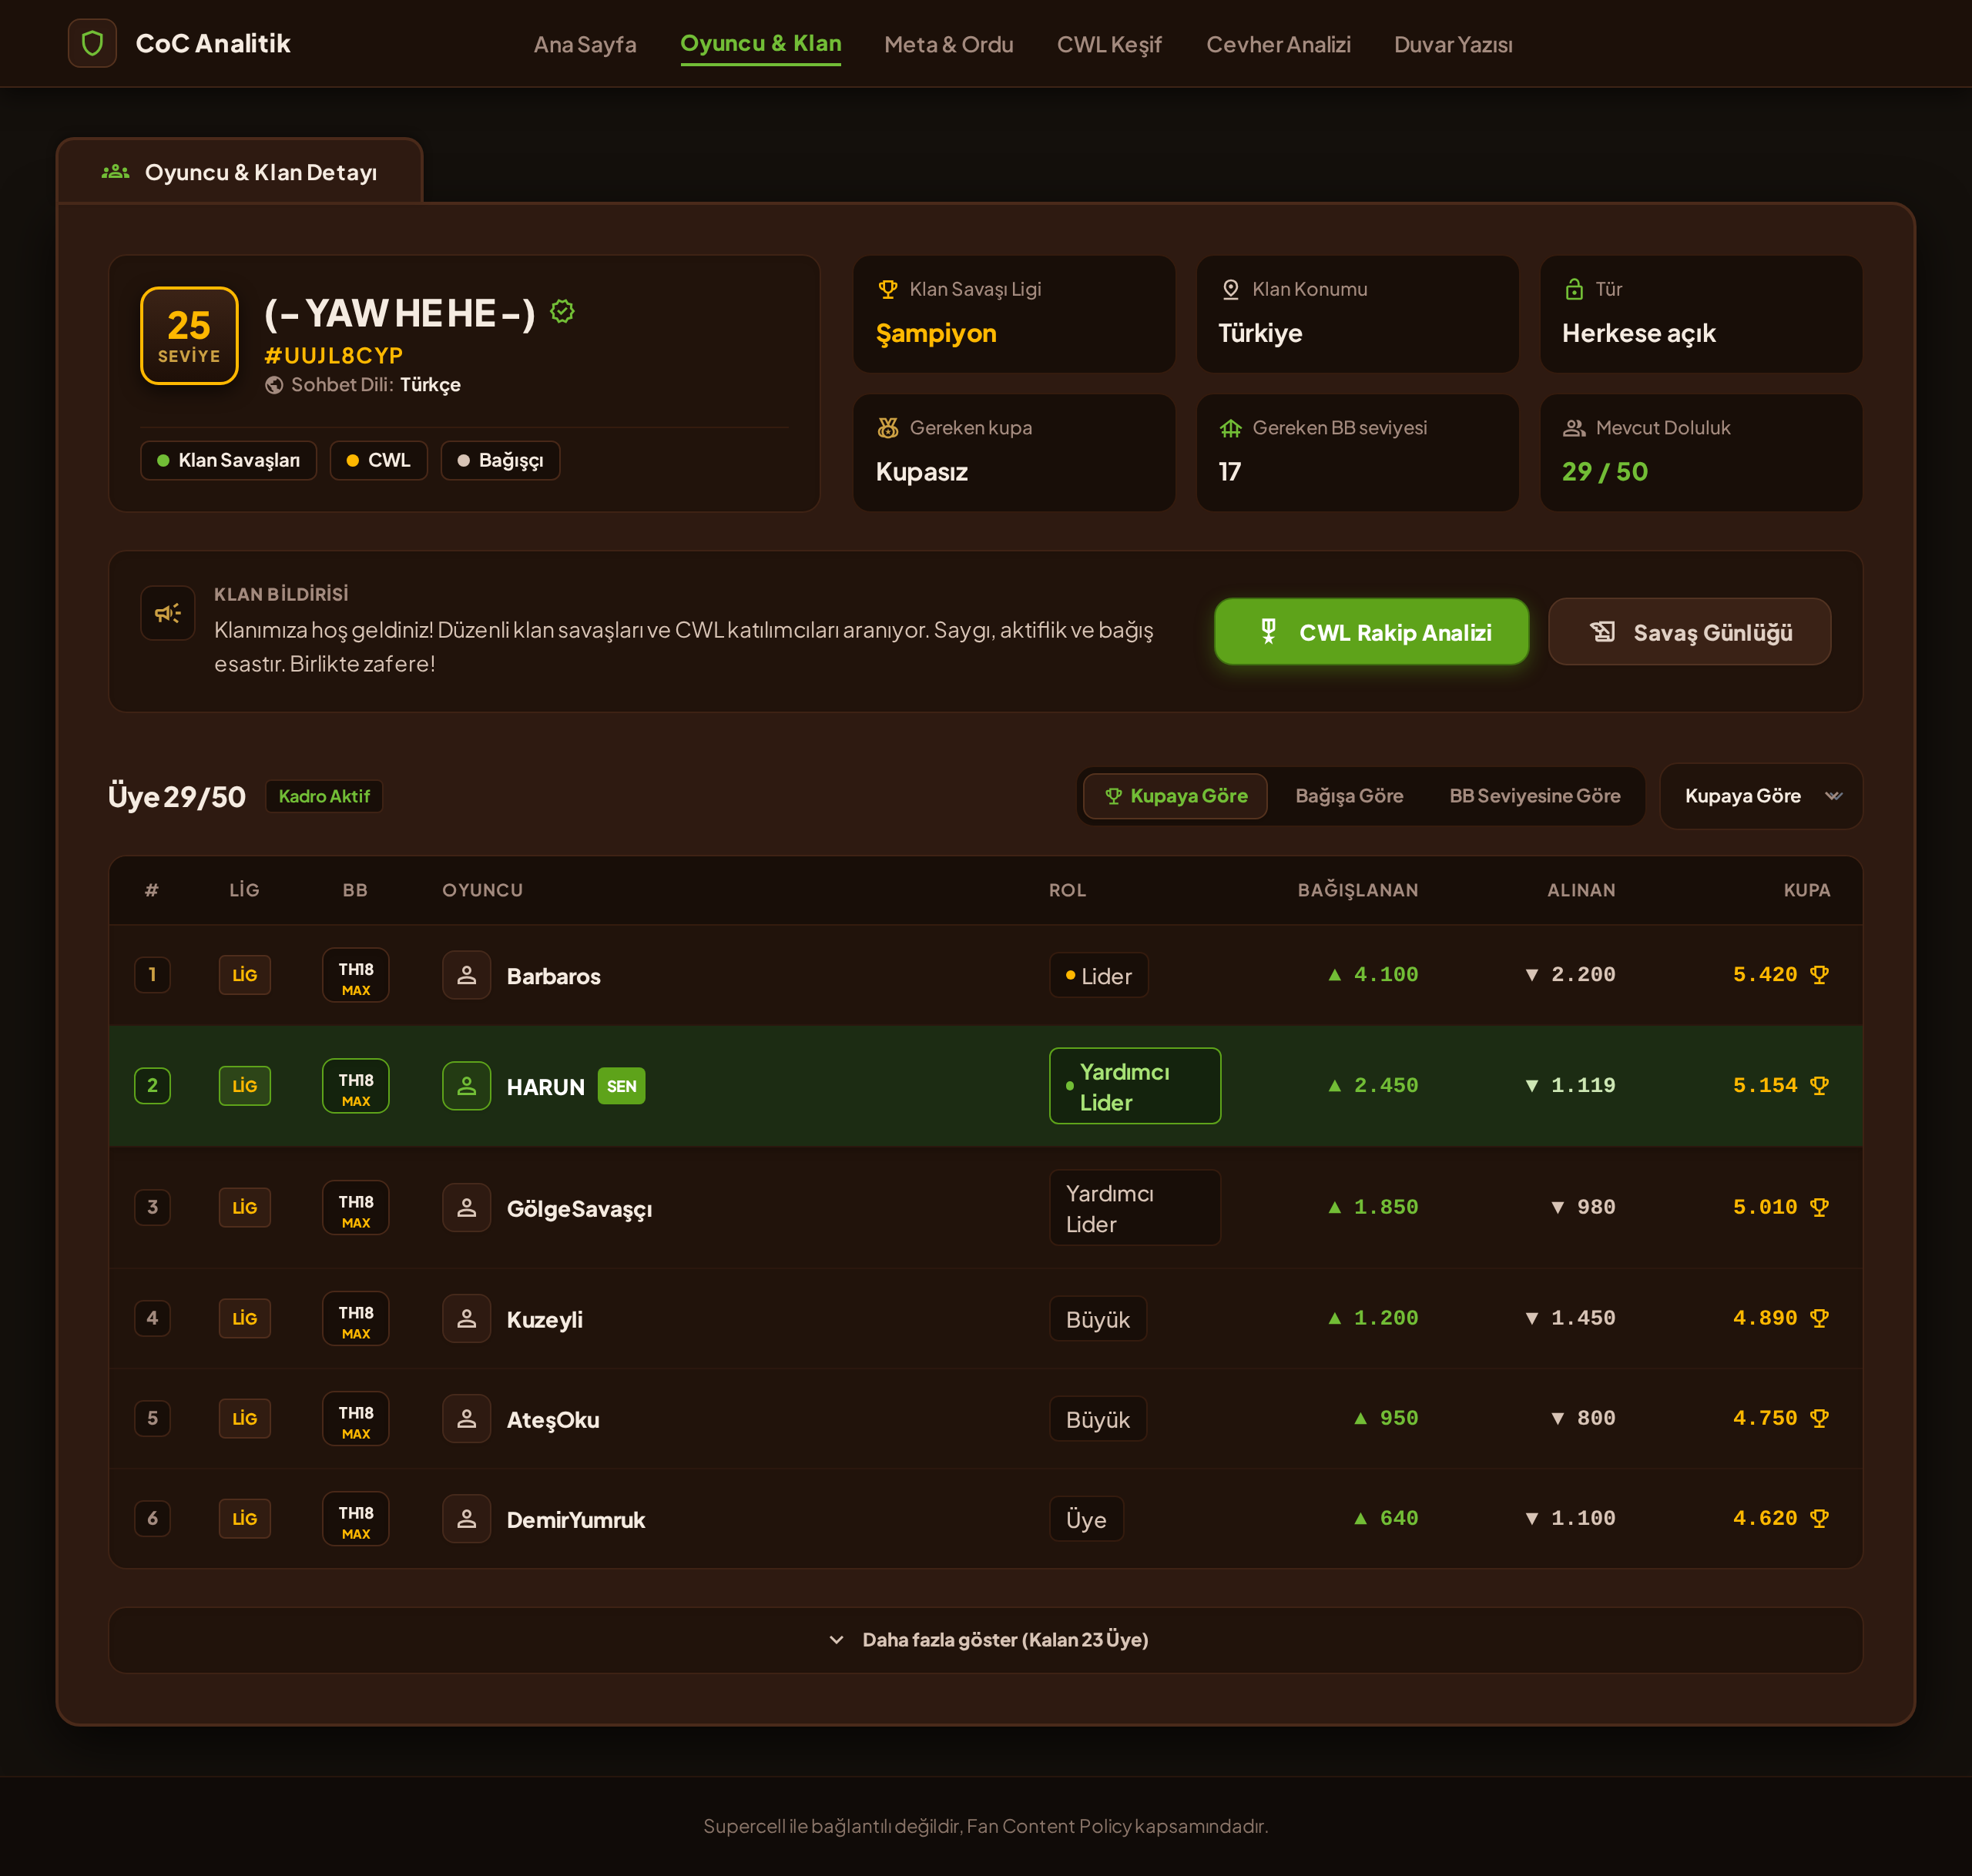 CoC Analitik
Ana Sayfa
Oyuncu & Klan
Meta & Ordu
CWL Keşif
Cevher Analizi
Duvar Yazısı
Oyuncu & Klan Detayı
25
SEVİYE
(- YAW HE HE -)
#UUJL8CYP
Sohbet Dili: Türkçe
Klan Savaşları
CWL
Bağışçı
Klan Savaşı Ligi
Şampiyon
Klan Konumu
Türkiye
Tür
Herkese açık
Gereken kupa
Kupasız
Gereken BB seviyesi
17
Mevcut Doluluk
29 / 50
KLAN BİLDİRİSİ
Klanımıza hoş geldiniz! Düzenli klan savaşları ve CWL katılımcıları aranıyor. Saygı, aktiflik ve bağış
esastır. Birlikte zafere!
CWL Rakip Analizi
Savaş Günlüğü
Üye 29/50
Kadro Aktif
Kupaya Göre
Bağışa Göre
BB Seviyesine Göre
Kupaya Göre
# LİG BB OYUNCU ROL BAĞIŞLANAN ALINAN KUPA
1 LİG TH18 MAX Barbaros Lider ▲ 4.100 ▼ 2.200 5.420
2 LİG TH18 MAX HARUN SEN Yardımcı Lider ▲ 2.450 ▼ 1.119 5.154
3 LİG TH18 MAX GölgeSavaşçı Yardımcı Lider ▲ 1.850 ▼ 980 5.010
4 LİG TH18 MAX Kuzeyli Büyük ▲ 1.200 ▼ 1.450 4.890
5 LİG TH18 MAX AteşOku Büyük ▲ 950 ▼ 800 4.750
6 LİG TH18 MAX DemirYumruk Üye ▲ 640 ▼ 1.100 4.620
Daha fazla göster (Kalan 23 Üye)
Supercell ile bağlantılı değildir, Fan Content Policy kapsamındadır.